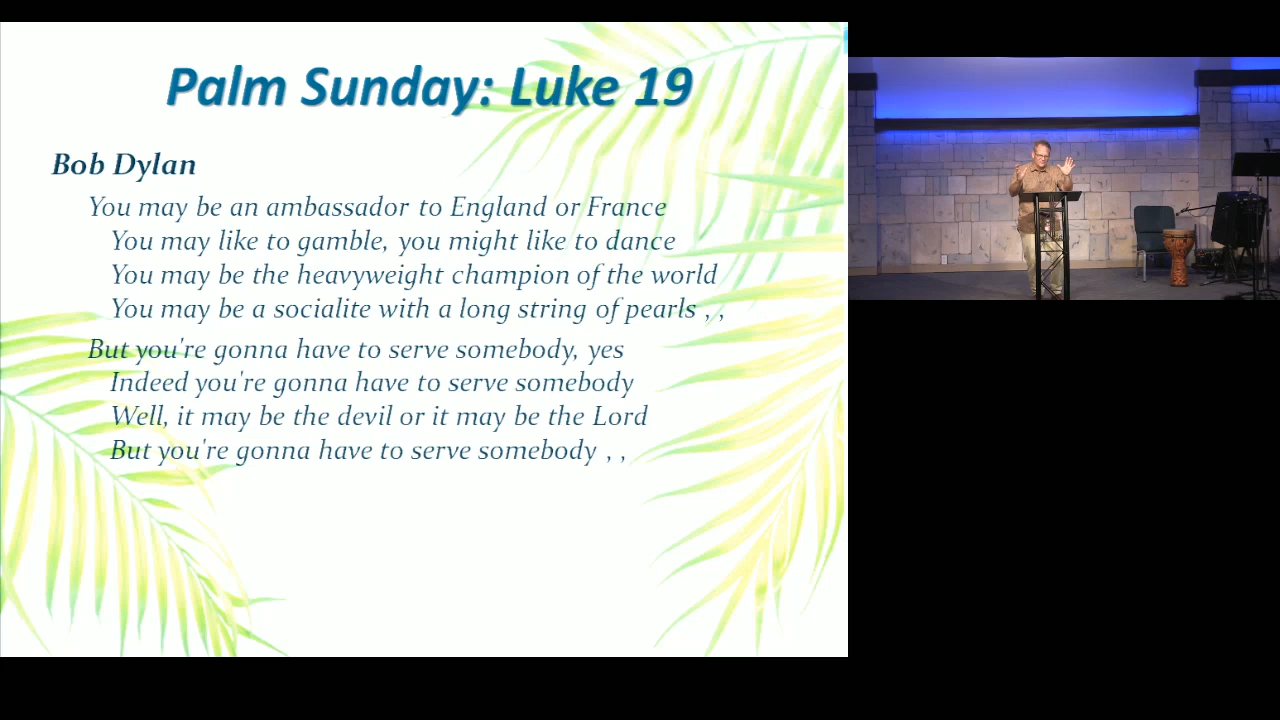 Palm Sunday: Luke 19
Bob Dylan
You may be an ambassador to England or France
You may like to gamble, you might like to dance
You may be the heavyweight champion of the world
You may be a socialite with a long string of pearls , ,
But you're gonna have to serve somebody, yes
Indeed you're gonna have to serve somebody
Well, it may be the devil or it may be the Lord
But you're gonna have to serve somebody , ,